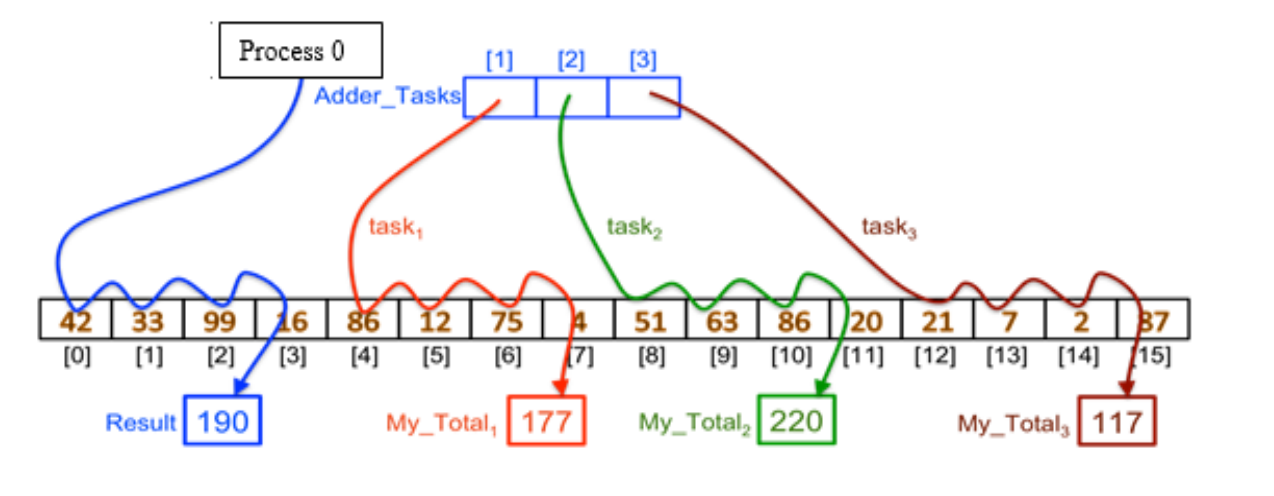 Process 0
[1] [2] [3]
Adder_Tasks
task1 task2 task3
42 33 99 16 86 12 75 4 51 63 86 20 21 7 2 87
[0] [1] [2] [3] [4] [5] [6] [7] [8] [9] [10] [11] [12] [13] [14] [15]
Result 190 My_Total1 177 My_Total2 220 My_Total3 117